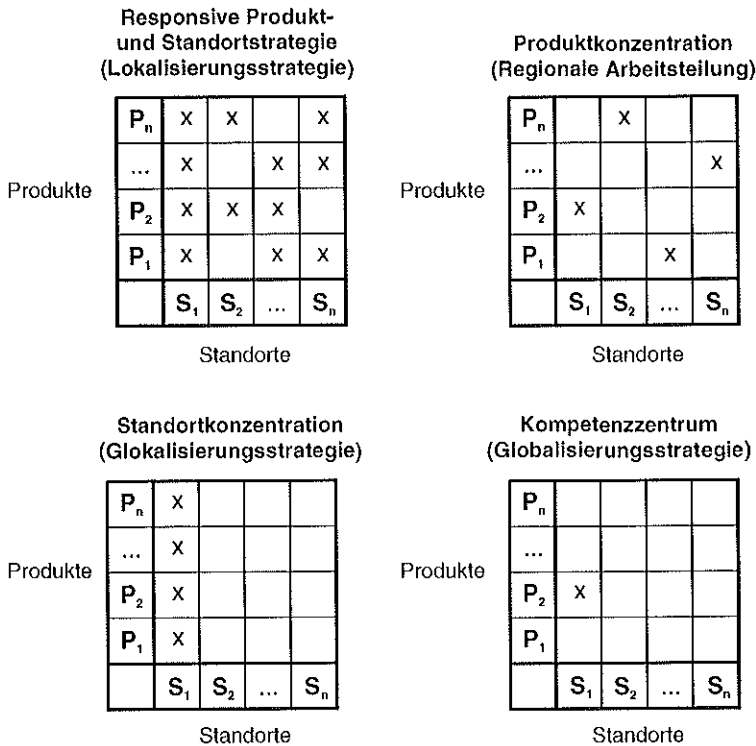 Responsive Produkt-
und Standortstrategie
(Lokalisierungsstrategie)
Produkte
Pn X X X
... X X X
P2 X X X
P1 X X X
S1 S2 ... Sn
Standorte
Produktkonzentration
(Regionale Arbeitsteilung)
Produkte
Pn X
... X
P2 X
P1 X
S1 S2 ... Sn
Standorte
Standortkonzentration
(Glokalisierungsstrategie)
Produkte
Pn X
... X
P2 X
P1 X
S1 S2 ... Sn
Standorte
Kompetenzzentrum
(Globalisierungsstrategie)
Produkte
Pn
...
P2 X
P1
S1 S2 ... Sn
Standorte